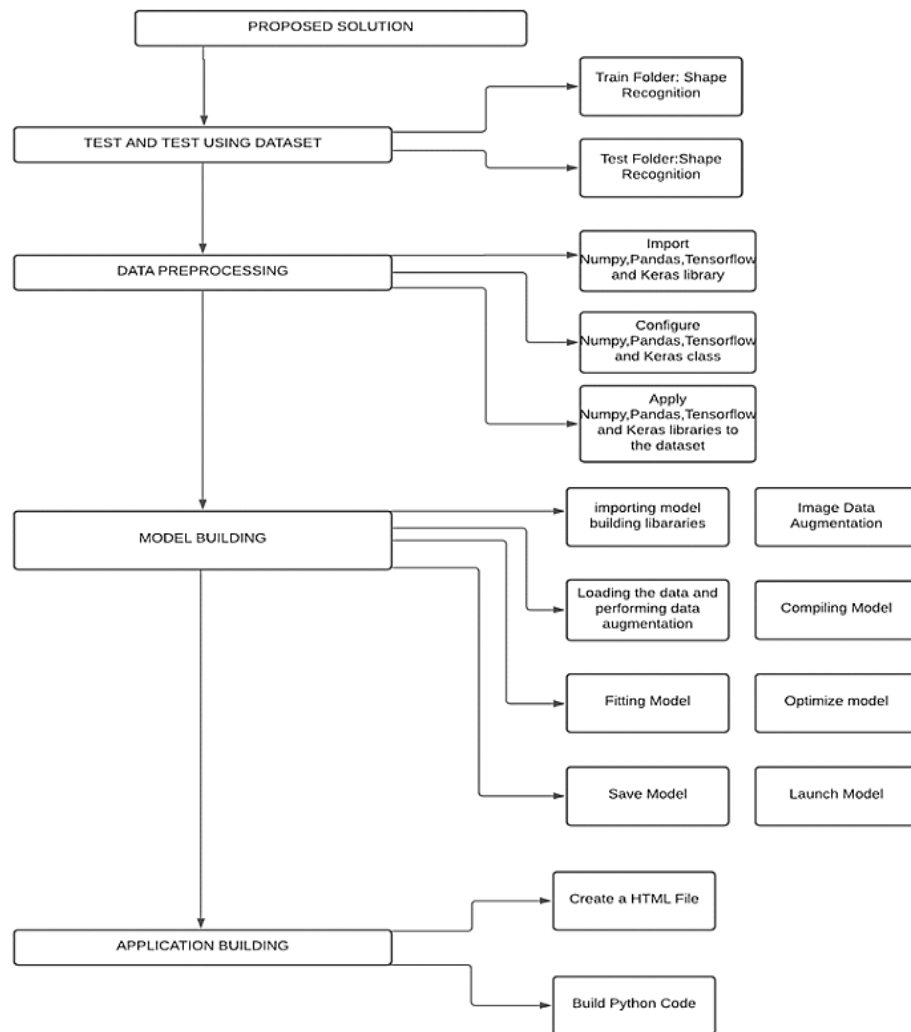 PROPOSED SOLUTION
Train Folder: Shape
Recognition
TEST AND TEST USING DATASET
Test Folder:Shape
Recognition
DATA PREPROCESSING
Import
Numpy,Pandas,Tensorflow
and Keras library
Configure
Numpy,Pandas,Tensorflow
and Keras class
Apply
Numpy,Pandas,Tensorflow
and Keras libraries to
the dataset
MODEL BUILDING
importing model
building libararies
Image Data
Augmentation
Loading the data and
performing data
augmentation
Compiling Model
Fitting Model
Optimize model
Save Model
Launch Model
APPLICATION BUILDING
Create a HTML File
Build Python Code